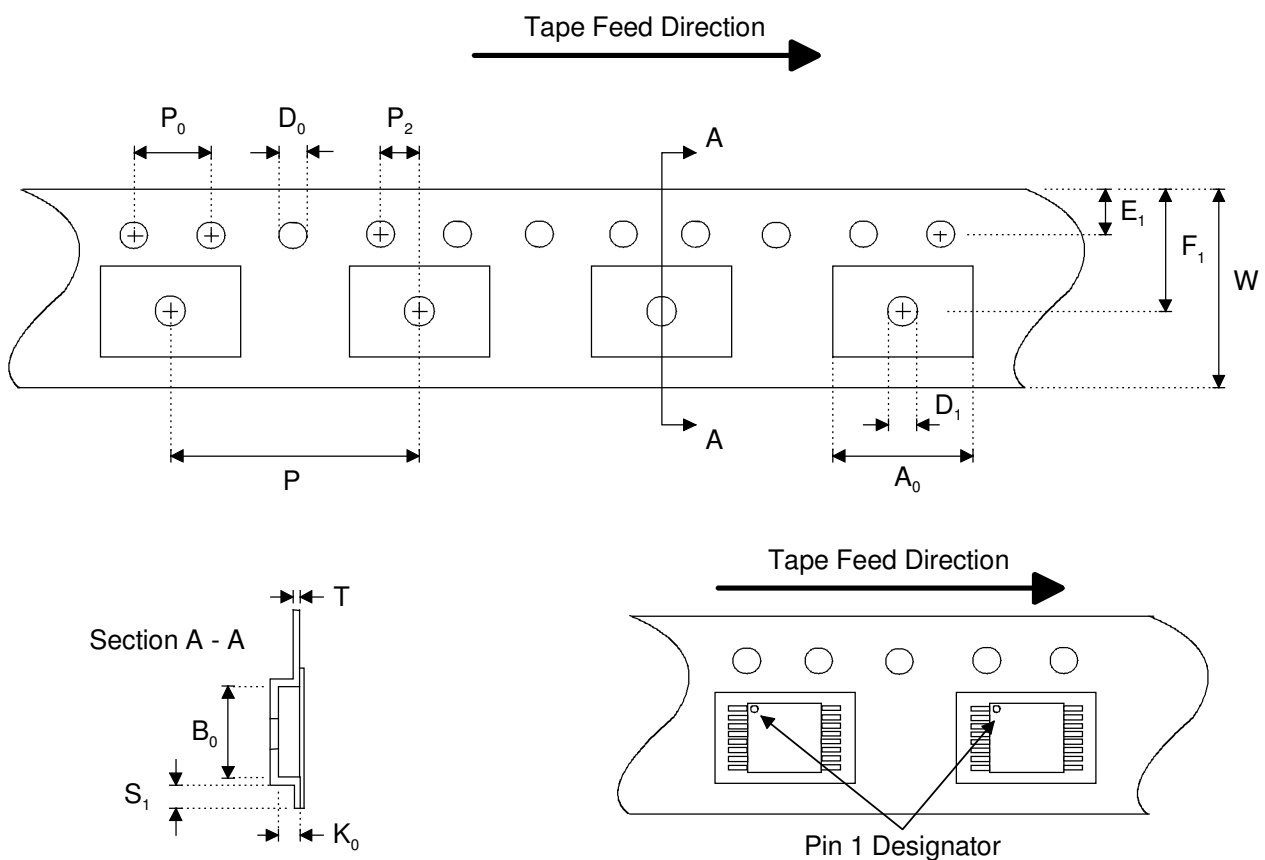 Tape Feed Direction
P₀ D₀ P₂ A
E₁
F₁
W
D₁
A
P A₀
Tape Feed Direction
T
Section A - A
B₀
S₁
K₀
Pin 1 Designator